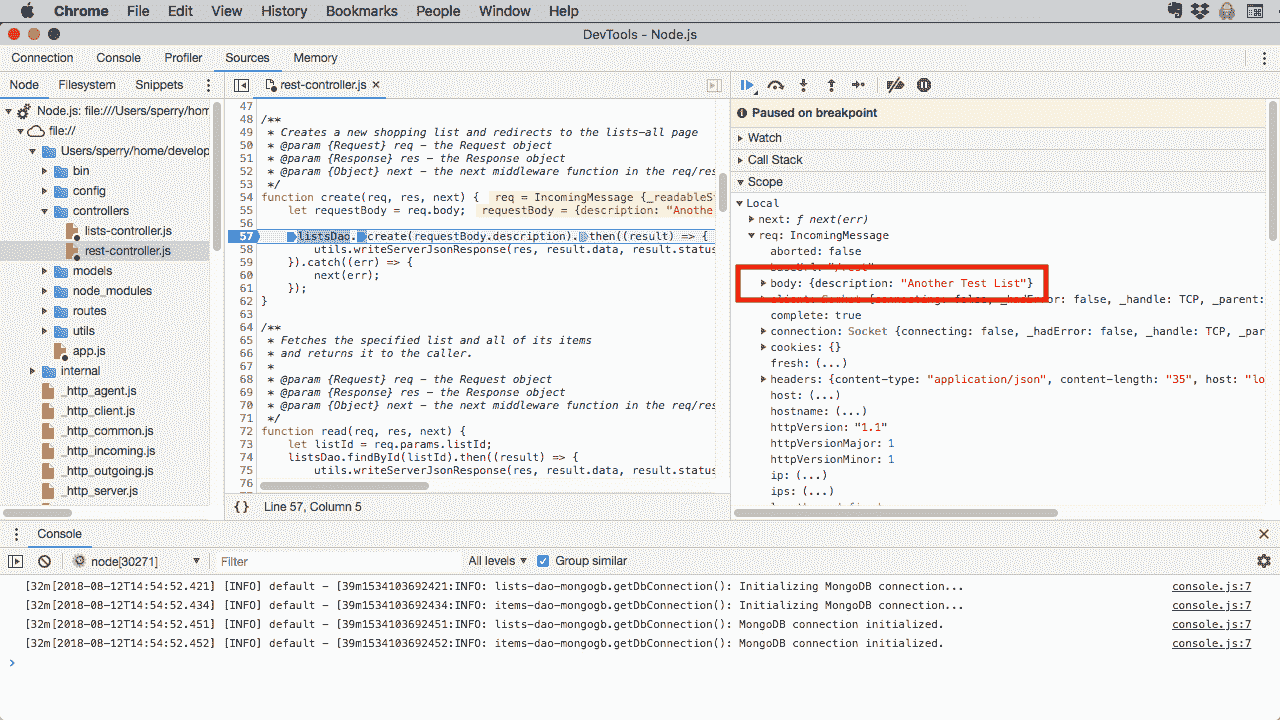 Chrome File Edit View History Bookmarks People Window Help
DevTools - Node.js
Connection Console Profiler Sources Memory
Node Filesystem Snippets
rest-controller.js ×
Node.js: file:///Users/sperry/hom
file://
Users/sperry/home/develop
bin
config
controllers
lists-controller.js
rest-controller.js
models
node_modules
routes
utils
app.js
internal
_http_agent.js
_http_client.js
_http_common.js
_http_incoming.js
_http_outgoing.js
_http_server.js
47
48 /**
49 * Creates a new shopping list and redirects to the lists-all page
50 * @param {Request} req - the Request object
51 * @param {Response} res - the Response object
52 * @param {Object} next - the next middleware function in the req/res
53 */
54 function create(req, res, next) { req = IncomingMessage {_readableS
55 let requestBody = req.body; requestBody = {description: "Anothe
56
57 listsDao.create(requestBody.description).then((result) => {
58 utils.writeServerJsonResponse(res, result.data, result.status
59 }).catch((err) => {
60 next(err);
61 });
62 }
63
64 /**
65 * Fetches the specified list and all of its items
66 * and returns it to the caller.
67 *
68 * @param {Request} req - the Request object
69 * @param {Response} res - the Response object
70 * @param {Object} next - the next middleware function in the req/res
71 */
72 function read(req, res, next) {
73 let listId = req.params.listId;
74 listsDao.findById(listId).then((result) => {
75 utils.writeServerJsonResponse(res, result.data, result.status
76
{} Line 57, Column 5
Paused on breakpoint
Watch
Call Stack
Scope
Local
next: ƒ next(err)
req: IncomingMessage
aborted: false
baseUrl: "/rest"
body: {description: "Another Test List"}
client: Socket {connecting: false, _hadError: false, _handle: TCP, _parent:
complete: true
connection: Socket {connecting: false, _hadError: false, _handle: TCP, _par
cookies: {}
fresh: (...)
headers: {content-type: "application/json", content-length: "35", host: "lo
host: (...)
hostname: (...)
httpVersion: "1.1"
httpVersionMajor: 1
httpVersionMinor: 1
ip: (...)
ips: (...)
Console ×
node[30271] Filter All levels Group similar
[32m[2018-08-12T14:54:52.421] [INFO] default - [39m1534103692421:INFO: lists-dao-mongogb.getDbConnection(): Initializing MongoDB connection... console.js:7
[32m[2018-08-12T14:54:52.434] [INFO] default - [39m1534103692434:INFO: items-dao-mongogb.getDbConnection(): Initializing MongoDB connection... console.js:7
[32m[2018-08-12T14:54:52.451] [INFO] default - [39m1534103692451:INFO: lists-dao-mongogb.getDbConnection(): MongoDB connection initialized. console.js:7
[32m[2018-08-12T14:54:52.452] [INFO] default - [39m1534103692452:INFO: items-dao-mongogb.getDbConnection(): MongoDB connection initialized. console.js:7